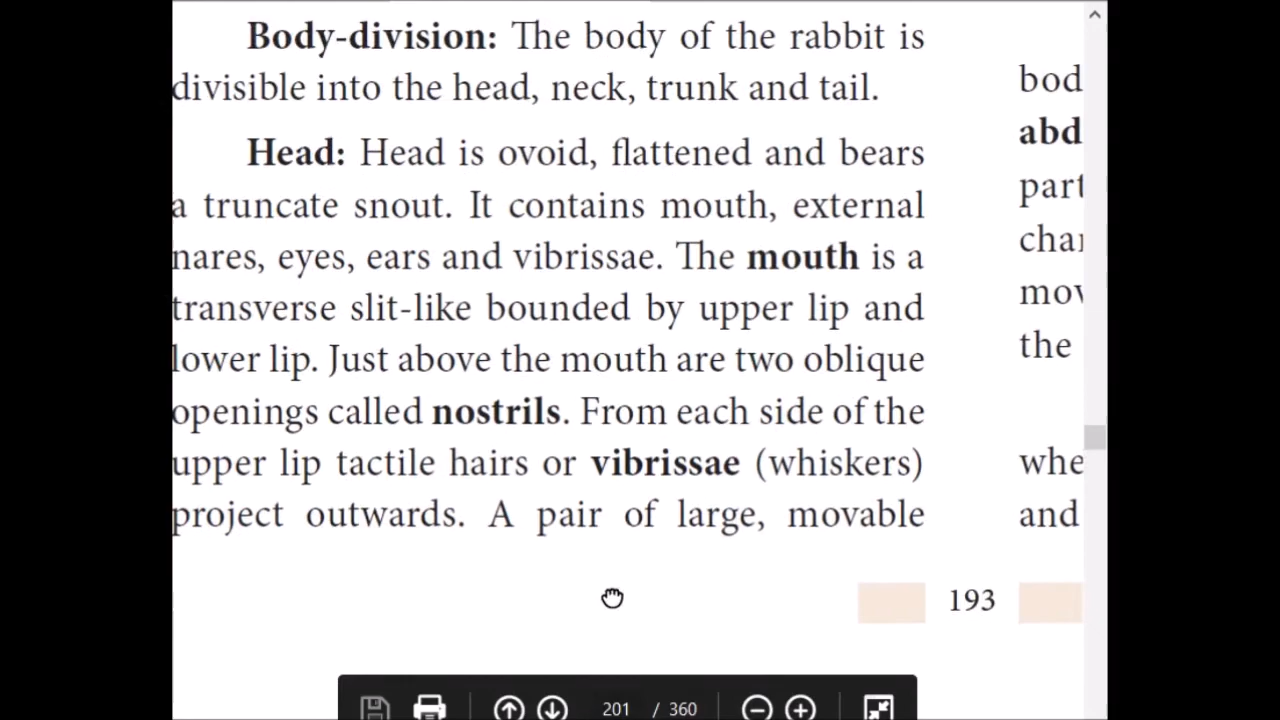 Body-division: The body of the rabbit is
divisible into the head, neck, trunk and tail.
Head: Head is ovoid, flattened and bears
a truncate snout. It contains mouth, external
nares, eyes, ears and vibrissae. The mouth is a
transverse slit-like bounded by upper lip and
lower lip. Just above the mouth are two oblique
openings called nostrils. From each side of the
upper lip tactile hairs or vibrissae (whiskers)
project outwards. A pair of large, movable
bod
abd
part
char
mov
the
whe
and
193
201 / 360